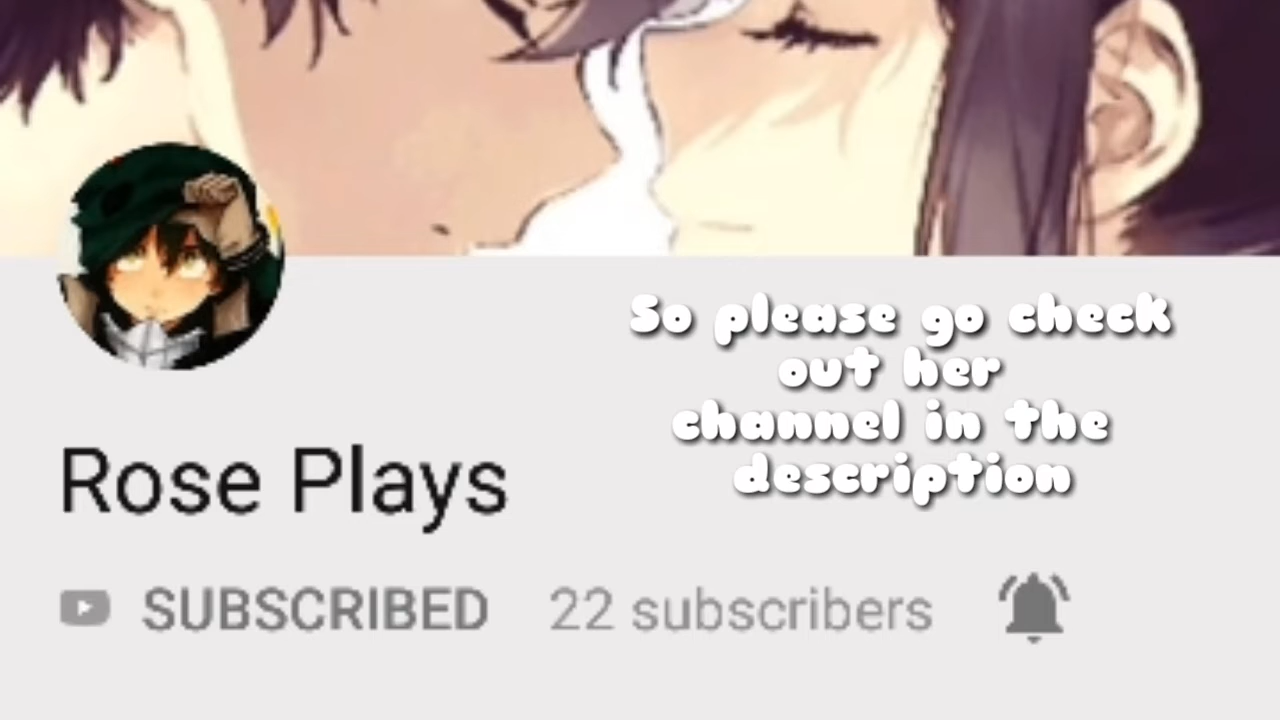 So please go check
out her
channel in the
description
Rose Plays
SUBSCRIBED 22 subscribers